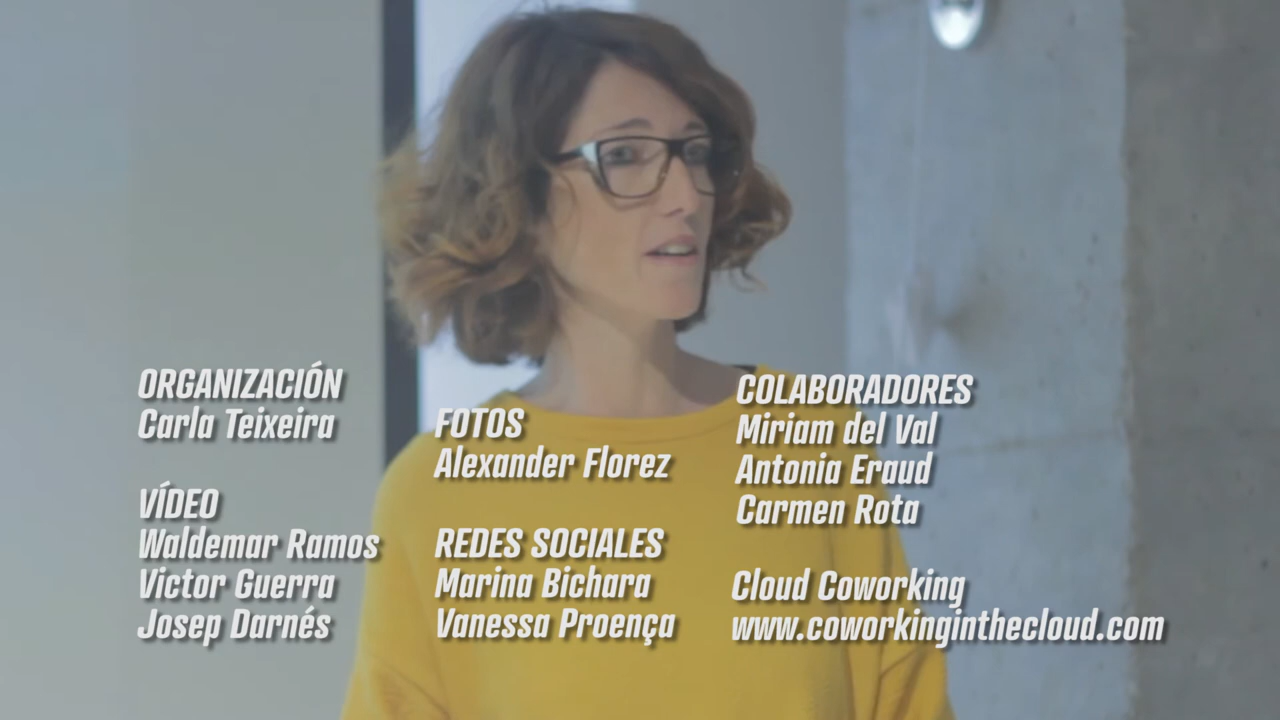 ORGANIZACIÓN
Carla Teixeira
VÍDEO
Waldemar Ramos
Victor Guerra
Josep Darnés
FOTOS
Alexander Florez
REDES SOCIALES
Marina Bichara
Vanessa Proença
COLABORADORES
Miriam del Val
Antonia Eraud
Carmen Rota
Cloud Coworking
www.coworkinginthecloud.com